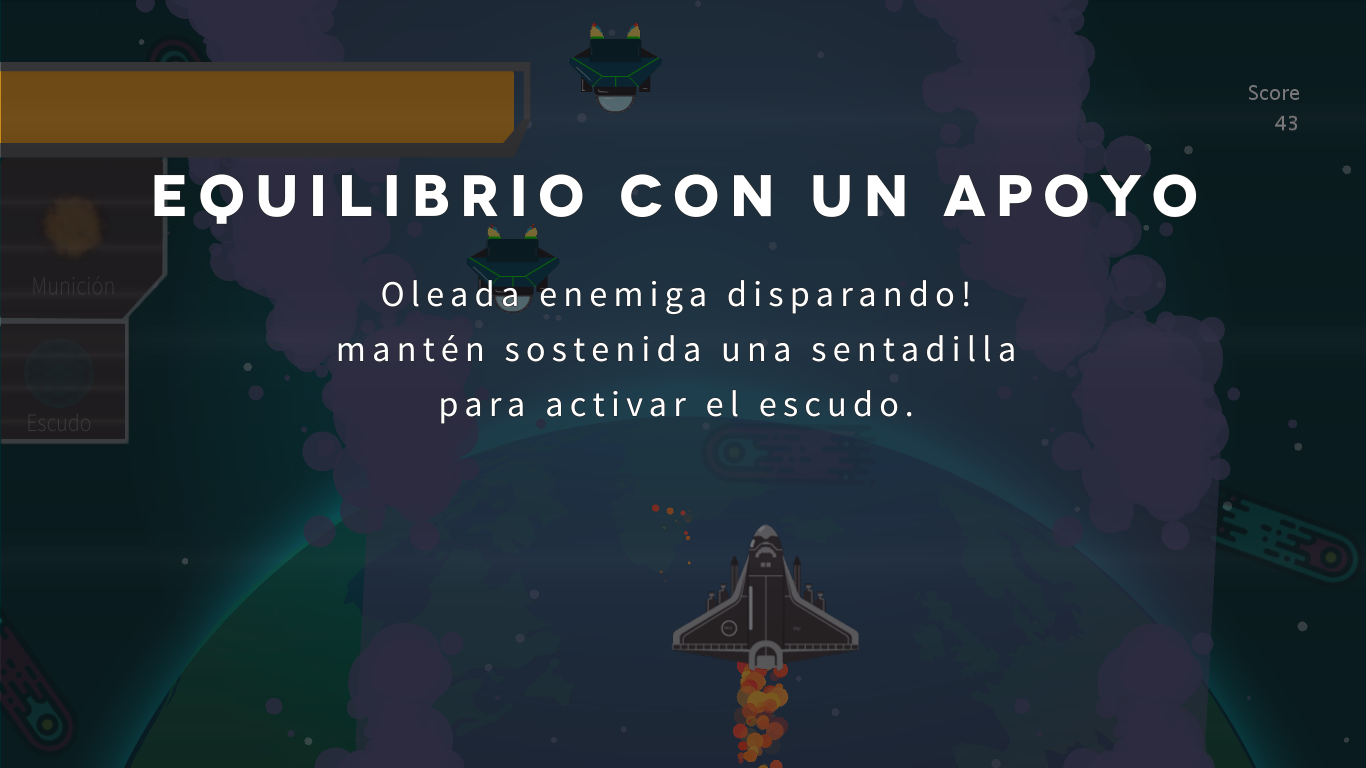 Score
43
EQUILIBRIO CON UN APOYO
Munición
Oleada enemiga disparando!
mantén sostenida una sentadilla
para activar el escudo.
Escudo